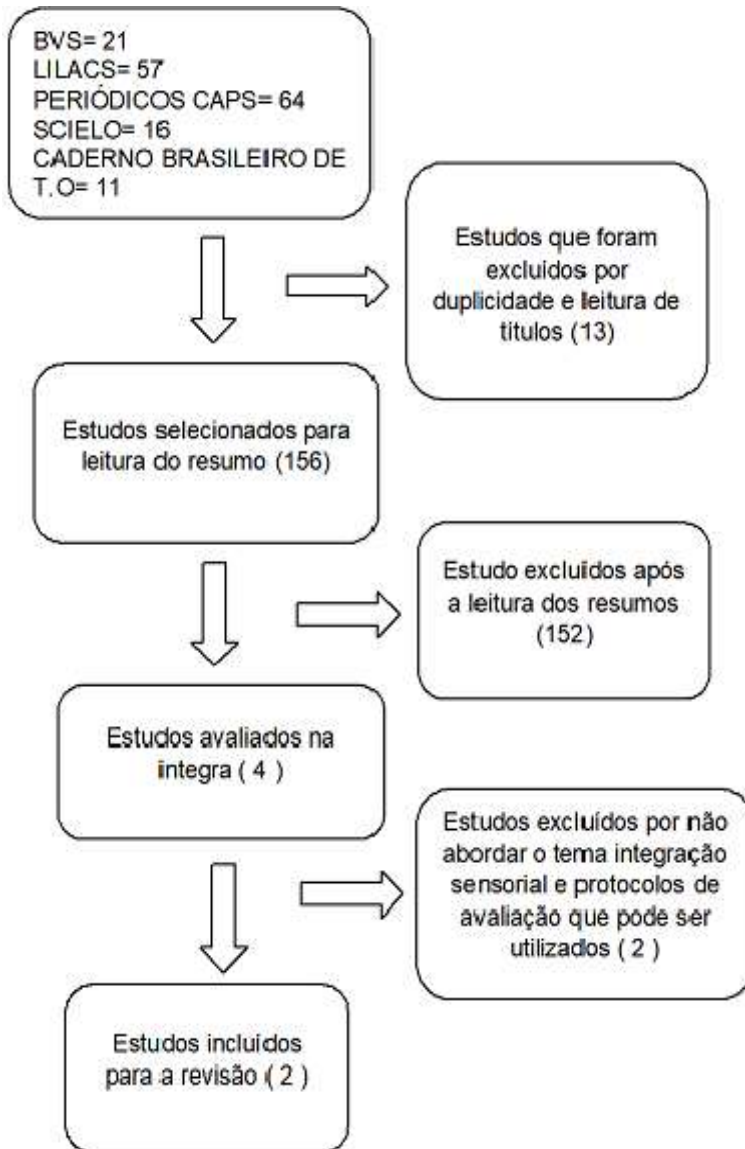 BVS= 21
LILACS= 57
PERIÓDICOS CAPS= 64
SCIELO= 16
CADERNO BRASILEIRO DE
T.O= 11
Estudos que foram
excluídos por
duplicidade e leitura de
títulos (13)
Estudos selecionados para
leitura do resumo (156)
Estudo excluídos após
a leitura dos resumos
(152)
Estudos avaliados na
integra ( 4 )
Estudos excluídos por não
abordar o tema integração
sensorial e protocolos de
avaliação que pode ser
utilizados ( 2 )
Estudos incluídos
para a revisão ( 2 )